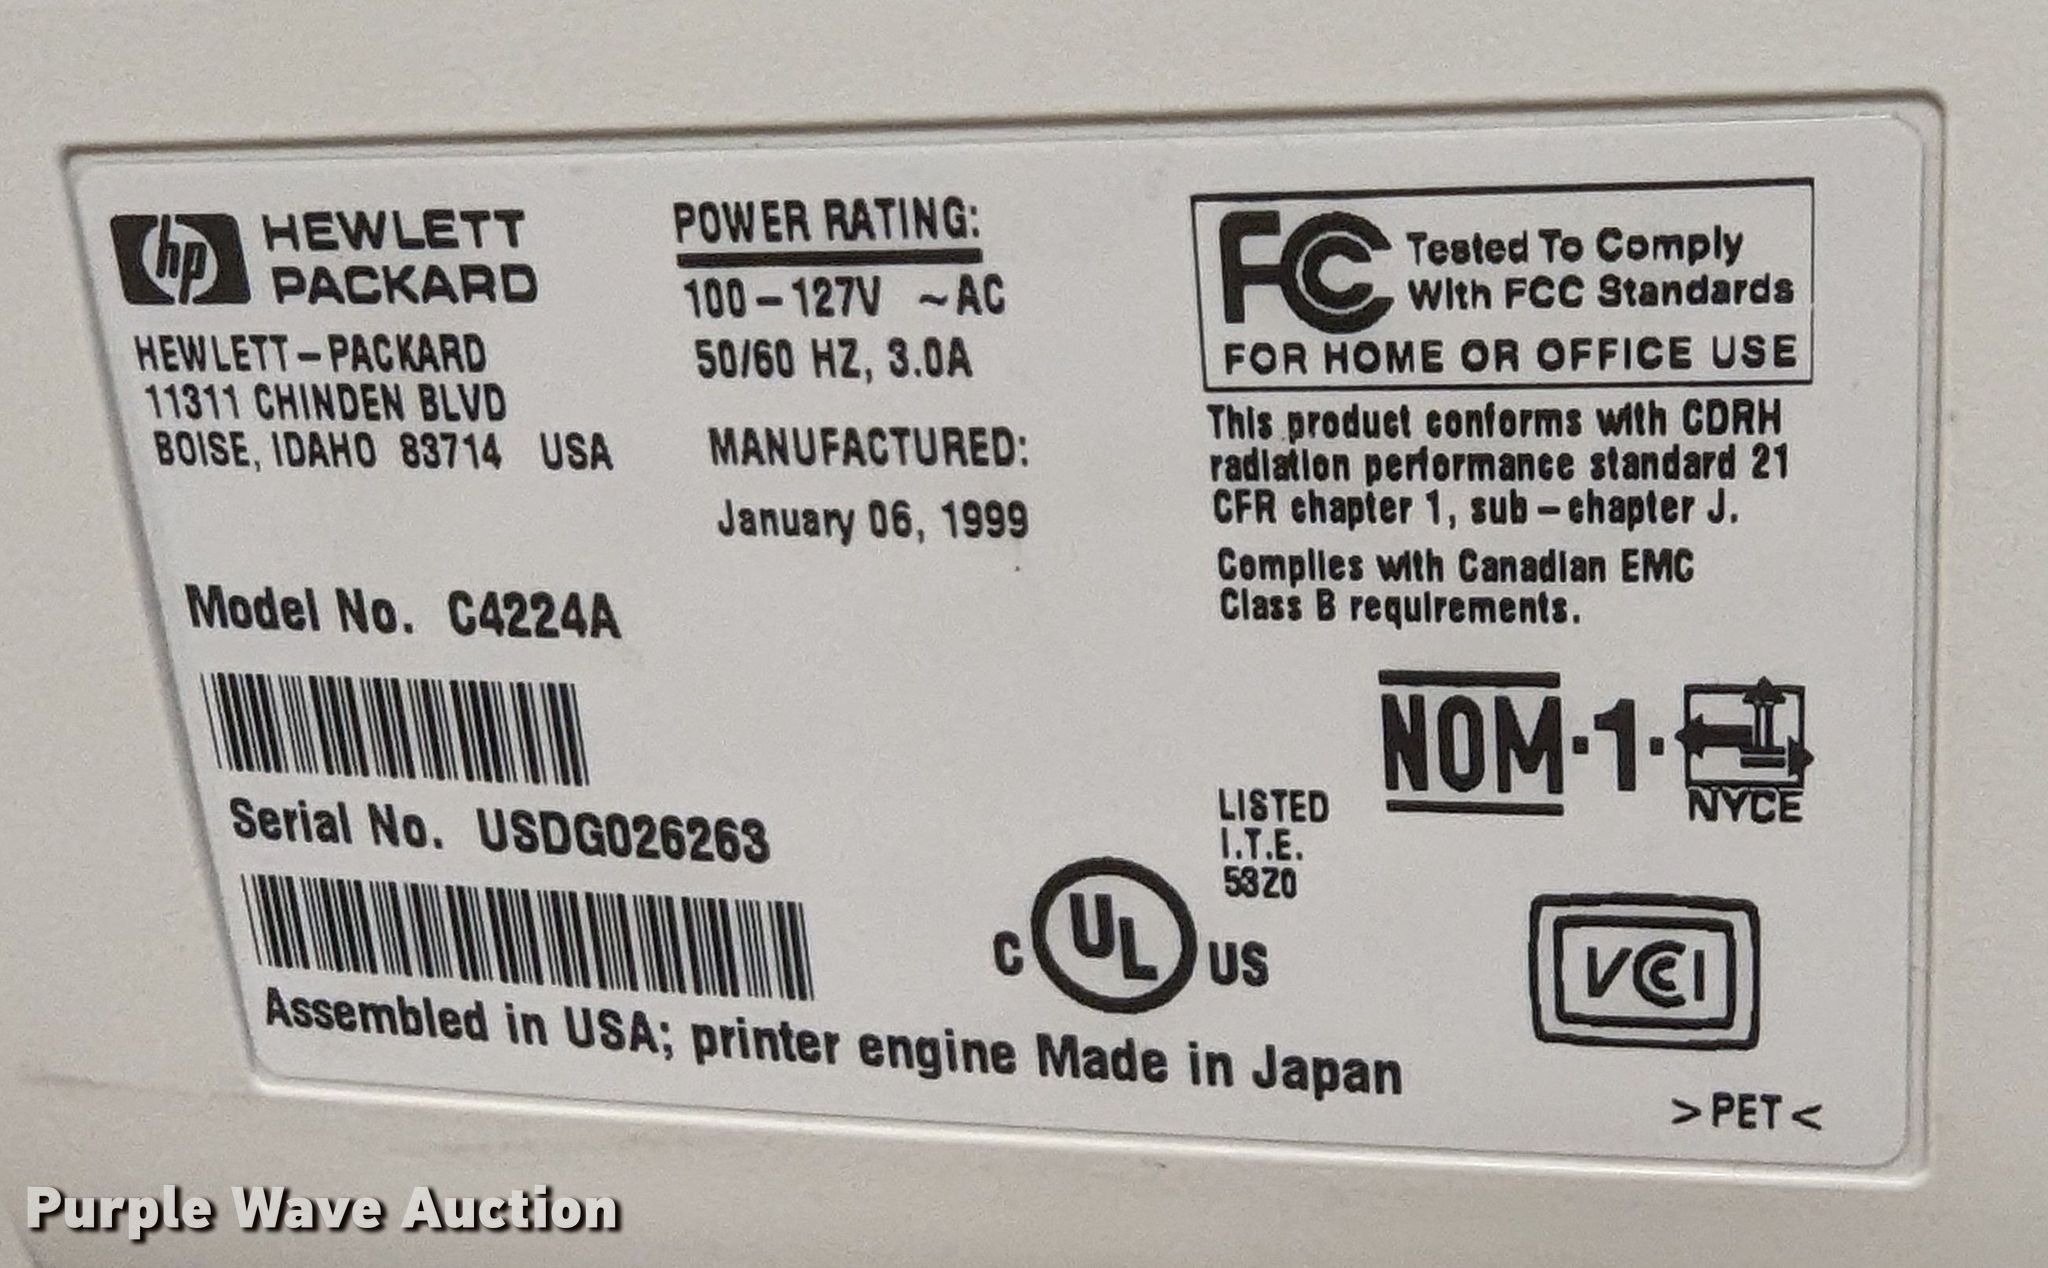 hp HEWLETT
PACKARD
HEWLETT-PACKARD
11311 CHINDEN BLVD
BOISE, IDAHO 83714 USA
POWER RATING:
100-127V ~AC
50/60 HZ, 3.0A
MANUFACTURED:
January 06, 1999
Model No. C4224A
Serial No. USDG026263
Assembled in USA; printer engine Made in Japan
FC Tested To Comply
With FCC Standards
FOR HOME OR OFFICE USE
This product conforms with CDRH
radiation performance standard 21
CFR chapter 1, sub-chapter J.
Complies with Canadian EMC
Class B requirements.
NOM·1·
NYCE
LISTED
I.T.E.
53Z0
C UL US
VCCI
>PET<
Purple Wave Auction